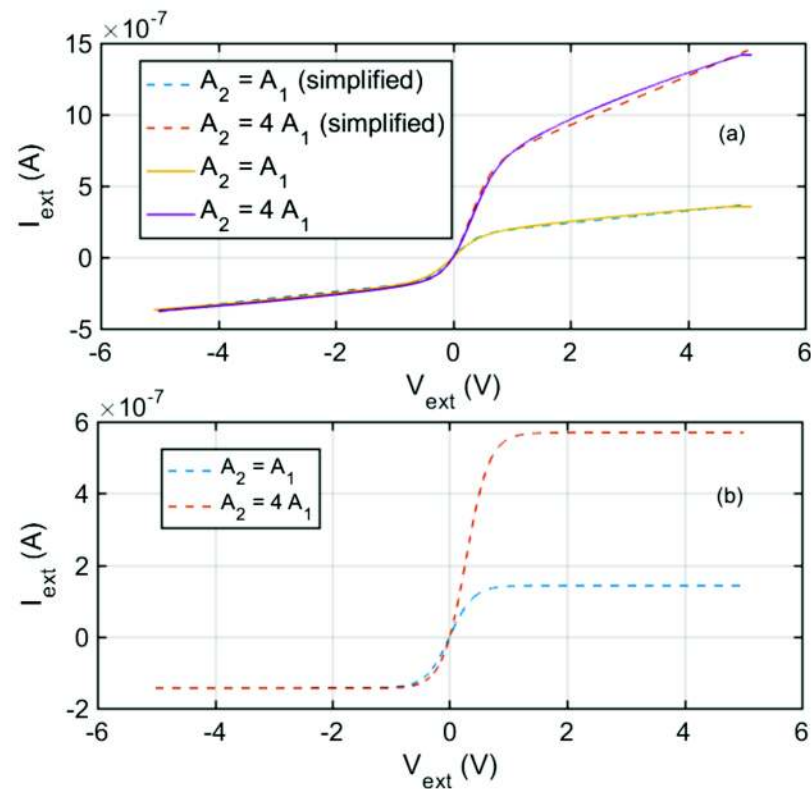 ×10⁻⁷
15
10
5
0
-5
I_ext (A)
A₂ = A₁ (simplified)
A₂ = 4 A₁ (simplified)
A₂ = A₁
A₂ = 4 A₁
(a)
-6 -4 -2 0 2 4 6
V_ext (V)
×10⁻⁷
6
4
2
0
-2
I_ext (A)
A₂ = A₁
A₂ = 4 A₁
(b)
-6 -4 -2 0 2 4 6
V_ext (V)